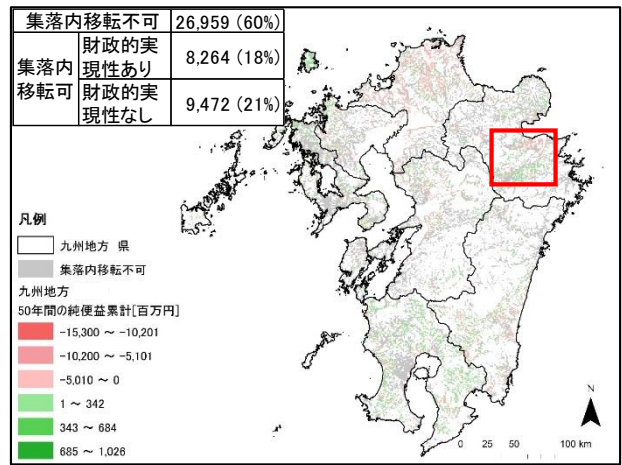 集落内移転不可 26,959 (60%)
集落内移転可 財政的実現性あり 8,264 (18%)
財政的実現性なし 9,472 (21%)
凡例
九州地方 県
集落内移転不可
九州地方
50年間の純便益累計[百万円]
-15,300 ～ -10,201
-10,200 ～ -5,101
-5,010 ～ 0
1 ～ 342
343 ～ 684
685 ～ 1,026
N
0 25 50 100 km